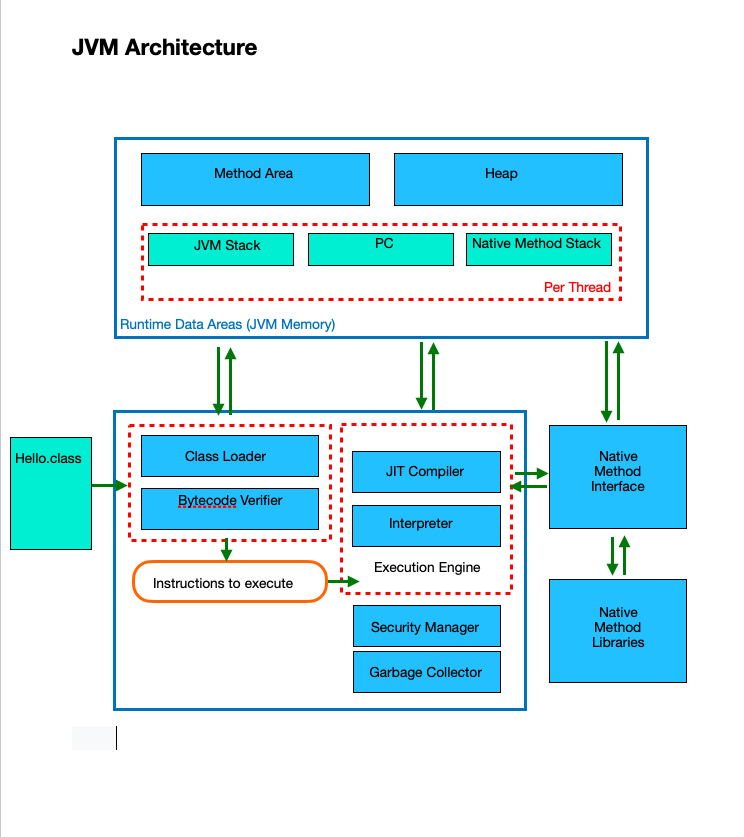 JVM Architecture
Method Area
Heap
JVM Stack
PC
Native Method Stack
Per Thread
Runtime Data Areas (JVM Memory)
Hello.class
Class Loader
Bytecode Verifier
Instructions to execute
JIT Compiler
Interpreter
Execution Engine
Security Manager
Garbage Collector
Native
Method
Interface
Native
Method
Libraries